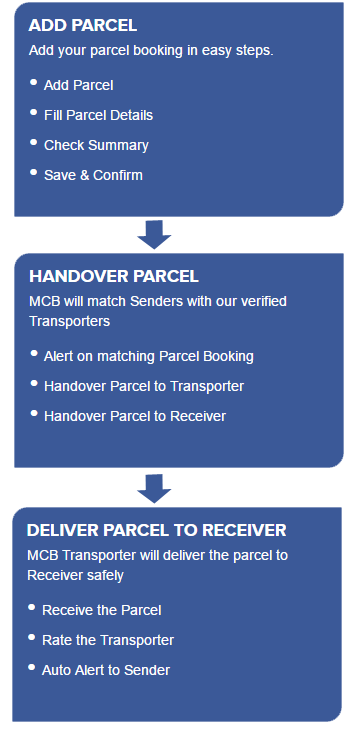 ADD PARCEL
Add your parcel booking in easy steps.
• Add Parcel
• Fill Parcel Details
• Check Summary
• Save & Confirm
HANDOVER PARCEL
MCB will match Senders with our verified
Transporters
• Alert on matching Parcel Booking
• Handover Parcel to Transporter
• Handover Parcel to Receiver
DELIVER PARCEL TO RECEIVER
MCB Transporter will deliver the parcel to
Receiver safely
• Receive the Parcel
• Rate the Transporter
• Auto Alert to Sender